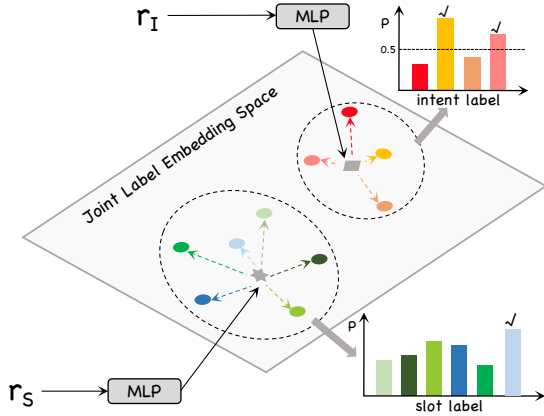 r_I
MLP
P
√
√
0.5
intent label
Joint Label Embedding Space
P
√
slot label
r_S
MLP